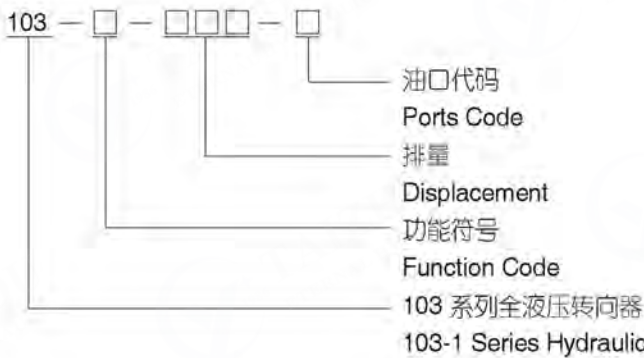 103 — □ — □□□ — □
油口代码
Ports Code
排量
Displacement
功能符号
Function Code
103 系列全液压转向器
103-1 Series Hydraulic